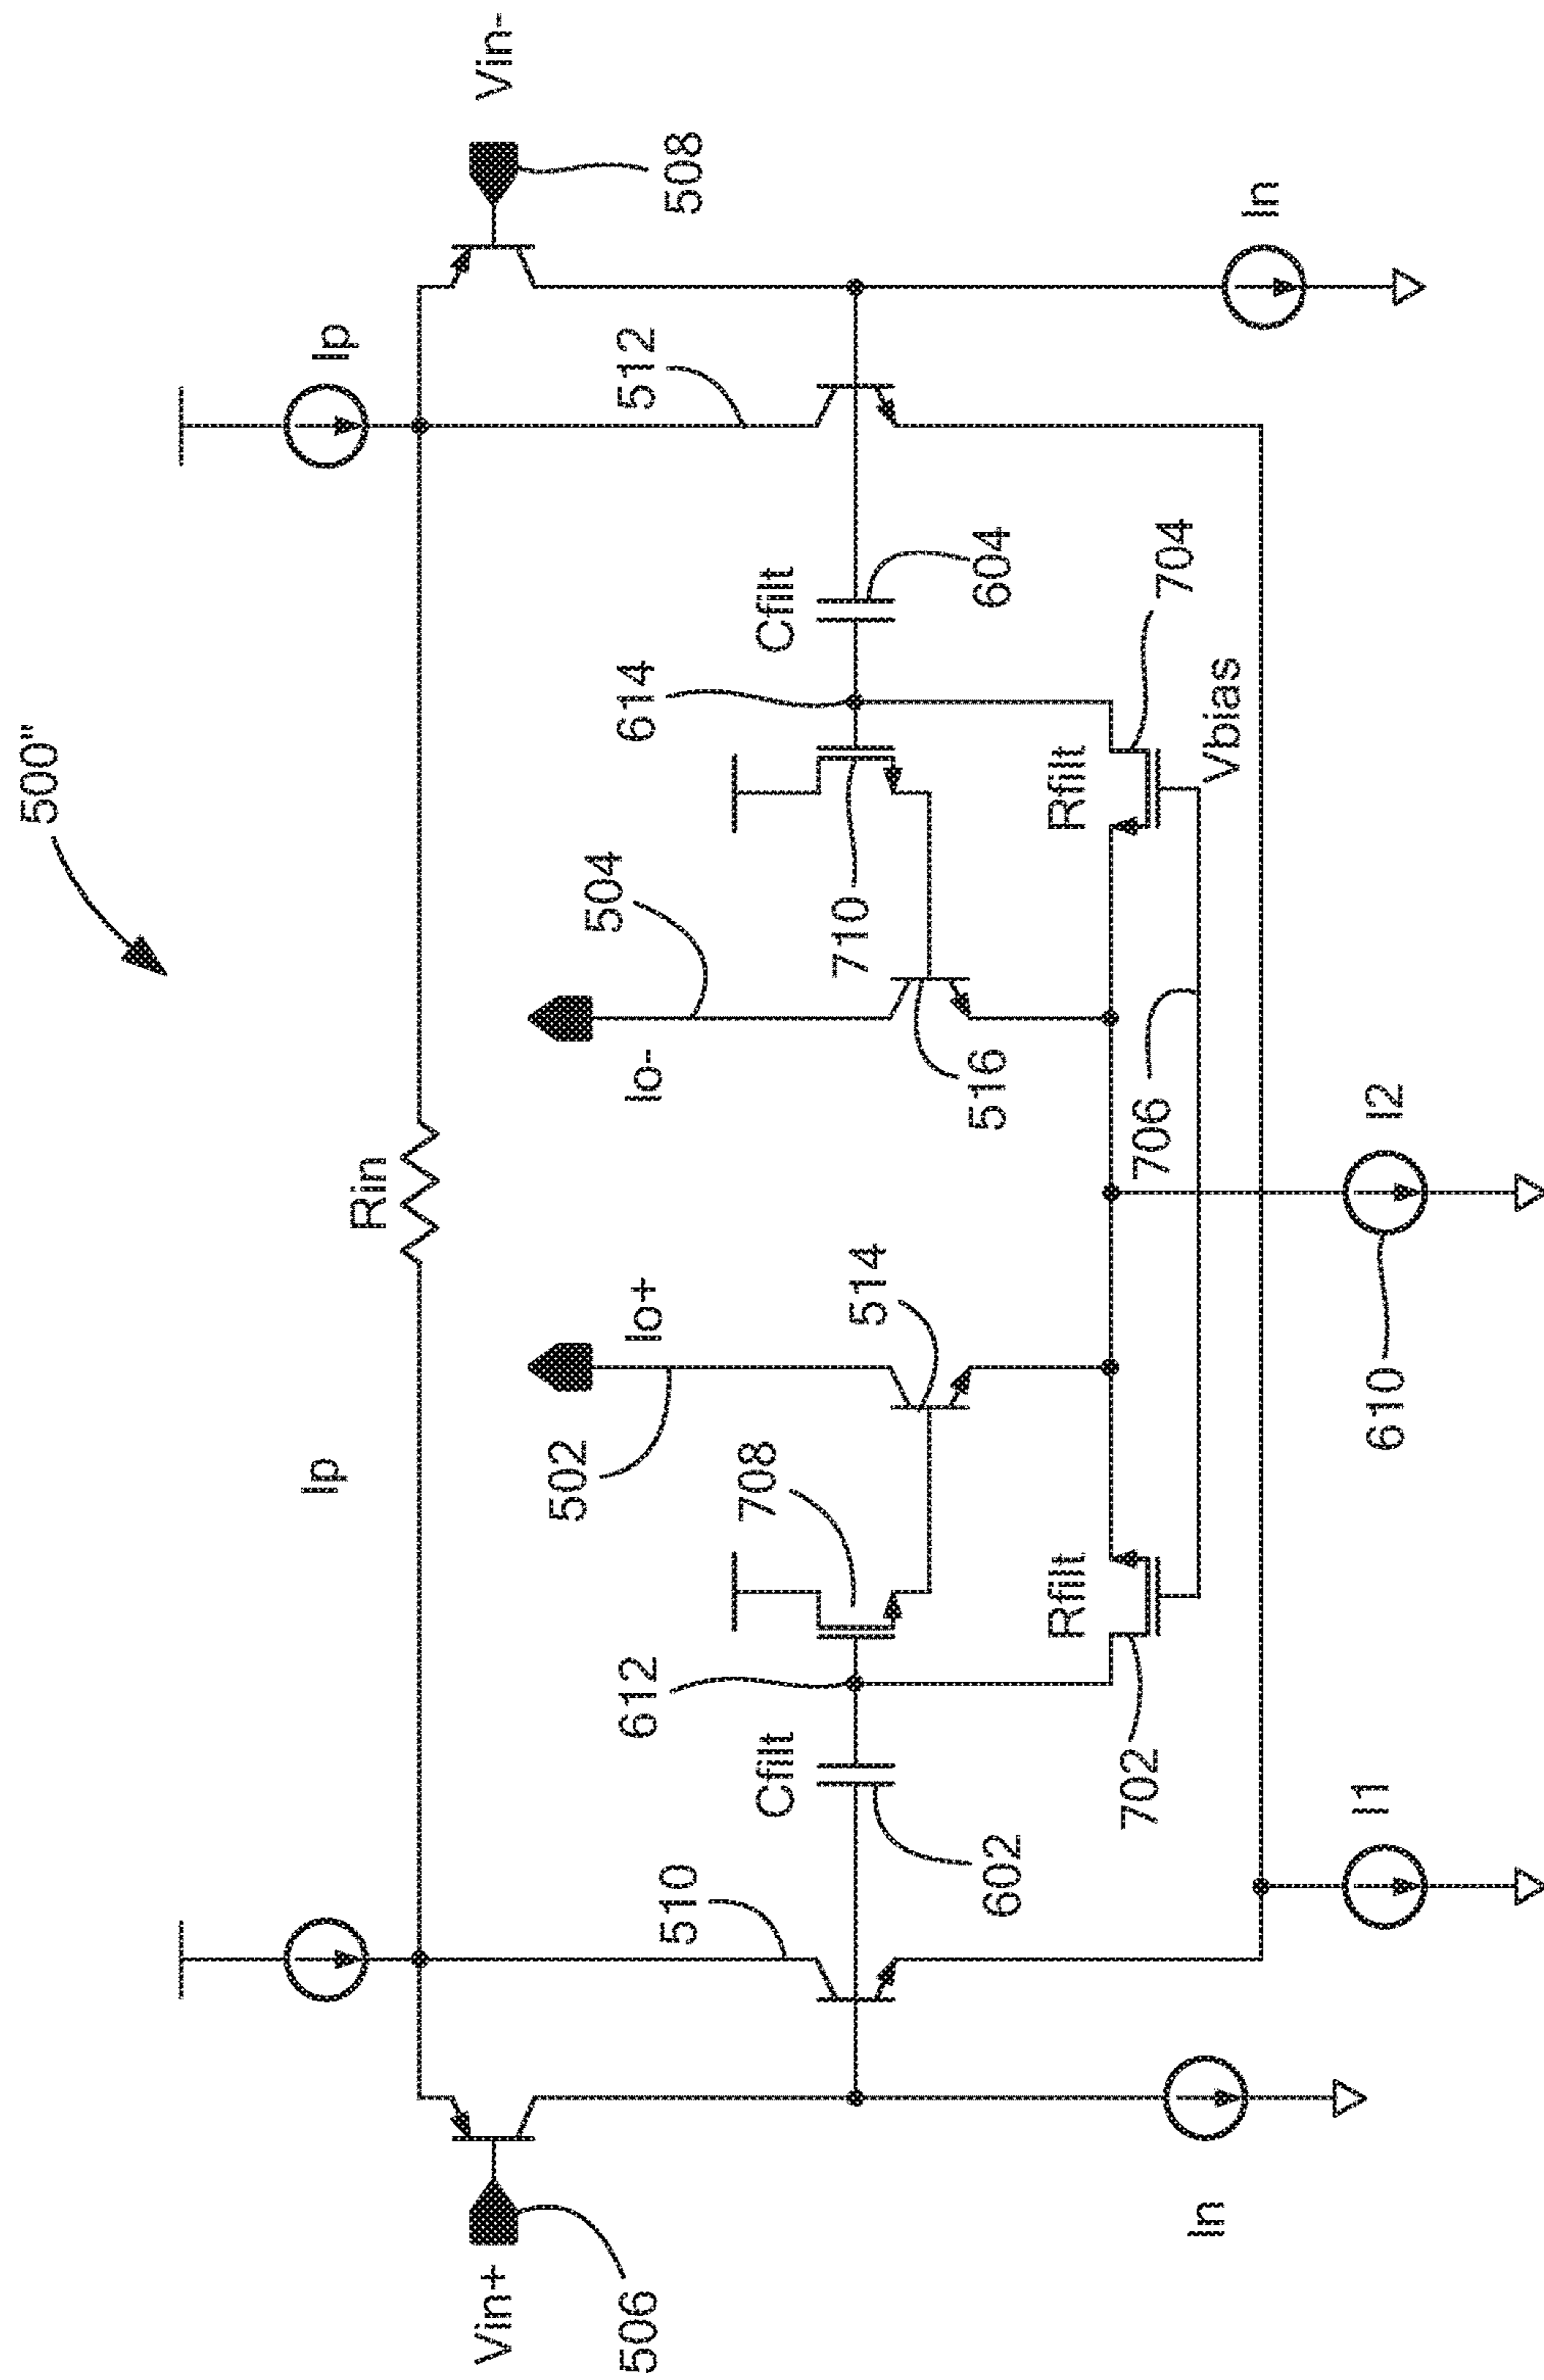 500"
Vin+
506
Ip
Rin
Ip
Vin-
508
510
Cfilt
602
612
708
502
Io+
514
Io-
504
516
710
614
Cfilt
604
512
In
Rfilt
702
Rfilt
704
706
Vbias
I1
610
I2
In